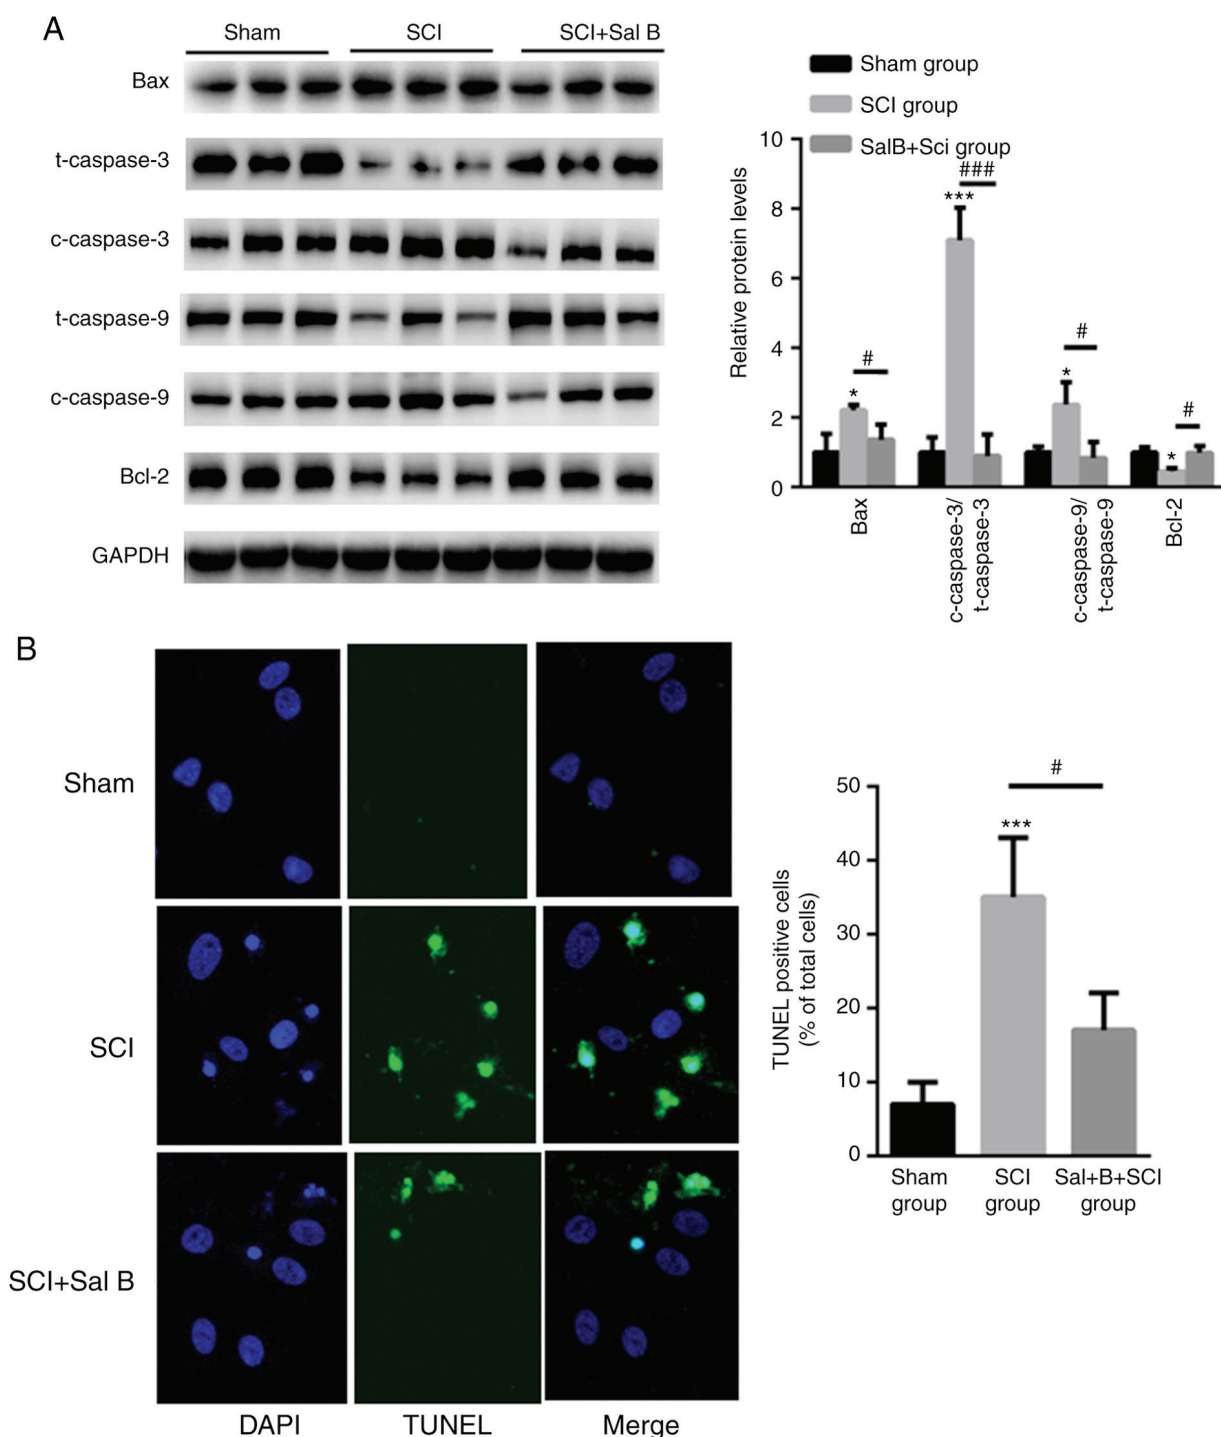 A
Sham SCI SCI+Sal B
Bax
t-caspase-3
c-caspase-3
t-caspase-9
c-caspase-9
Bcl-2
GAPDH
Sham group
SCI group
SalB+Sci group
Relative protein levels
10
8
6
4
2
0
*
#
***
###
*
#
*
#
Bax
c-caspase-3/
t-caspase-3
c-caspase-9/
t-caspase-9
Bcl-2
B
Sham
SCI
SCI+Sal B
DAPI TUNEL Merge
TUNEL positive cells
(% of total cells)
50
40
30
20
10
0
***
#
Sham
group
SCI
group
Sal+B+SCI
group